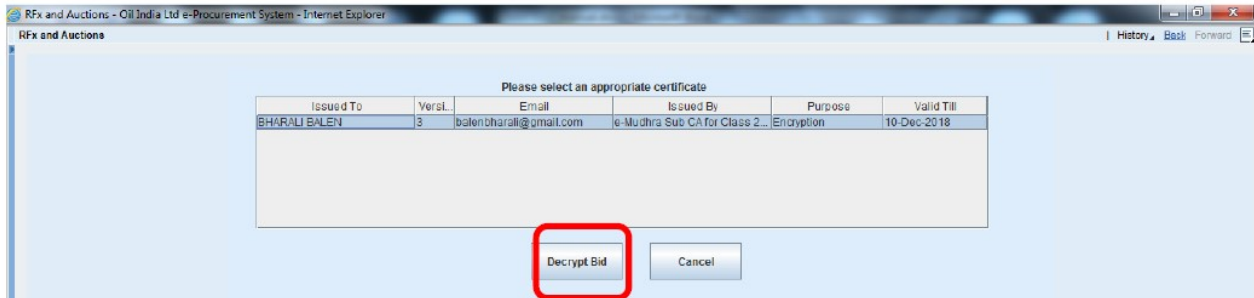 RFx and Auctions - Oil India Ltd e-Procurement System - Internet Explorer
RFx and Auctions | History Back Forward
Please select an appropriate certificate
Issued To Versi... Email Issued By Purpose Valid Till
BHARALI BALEN 3 balenbharali@gmail.com e-Mudhra Sub CA for Class 2... Encryption 10-Dec-2018
Decrypt Bid Cancel